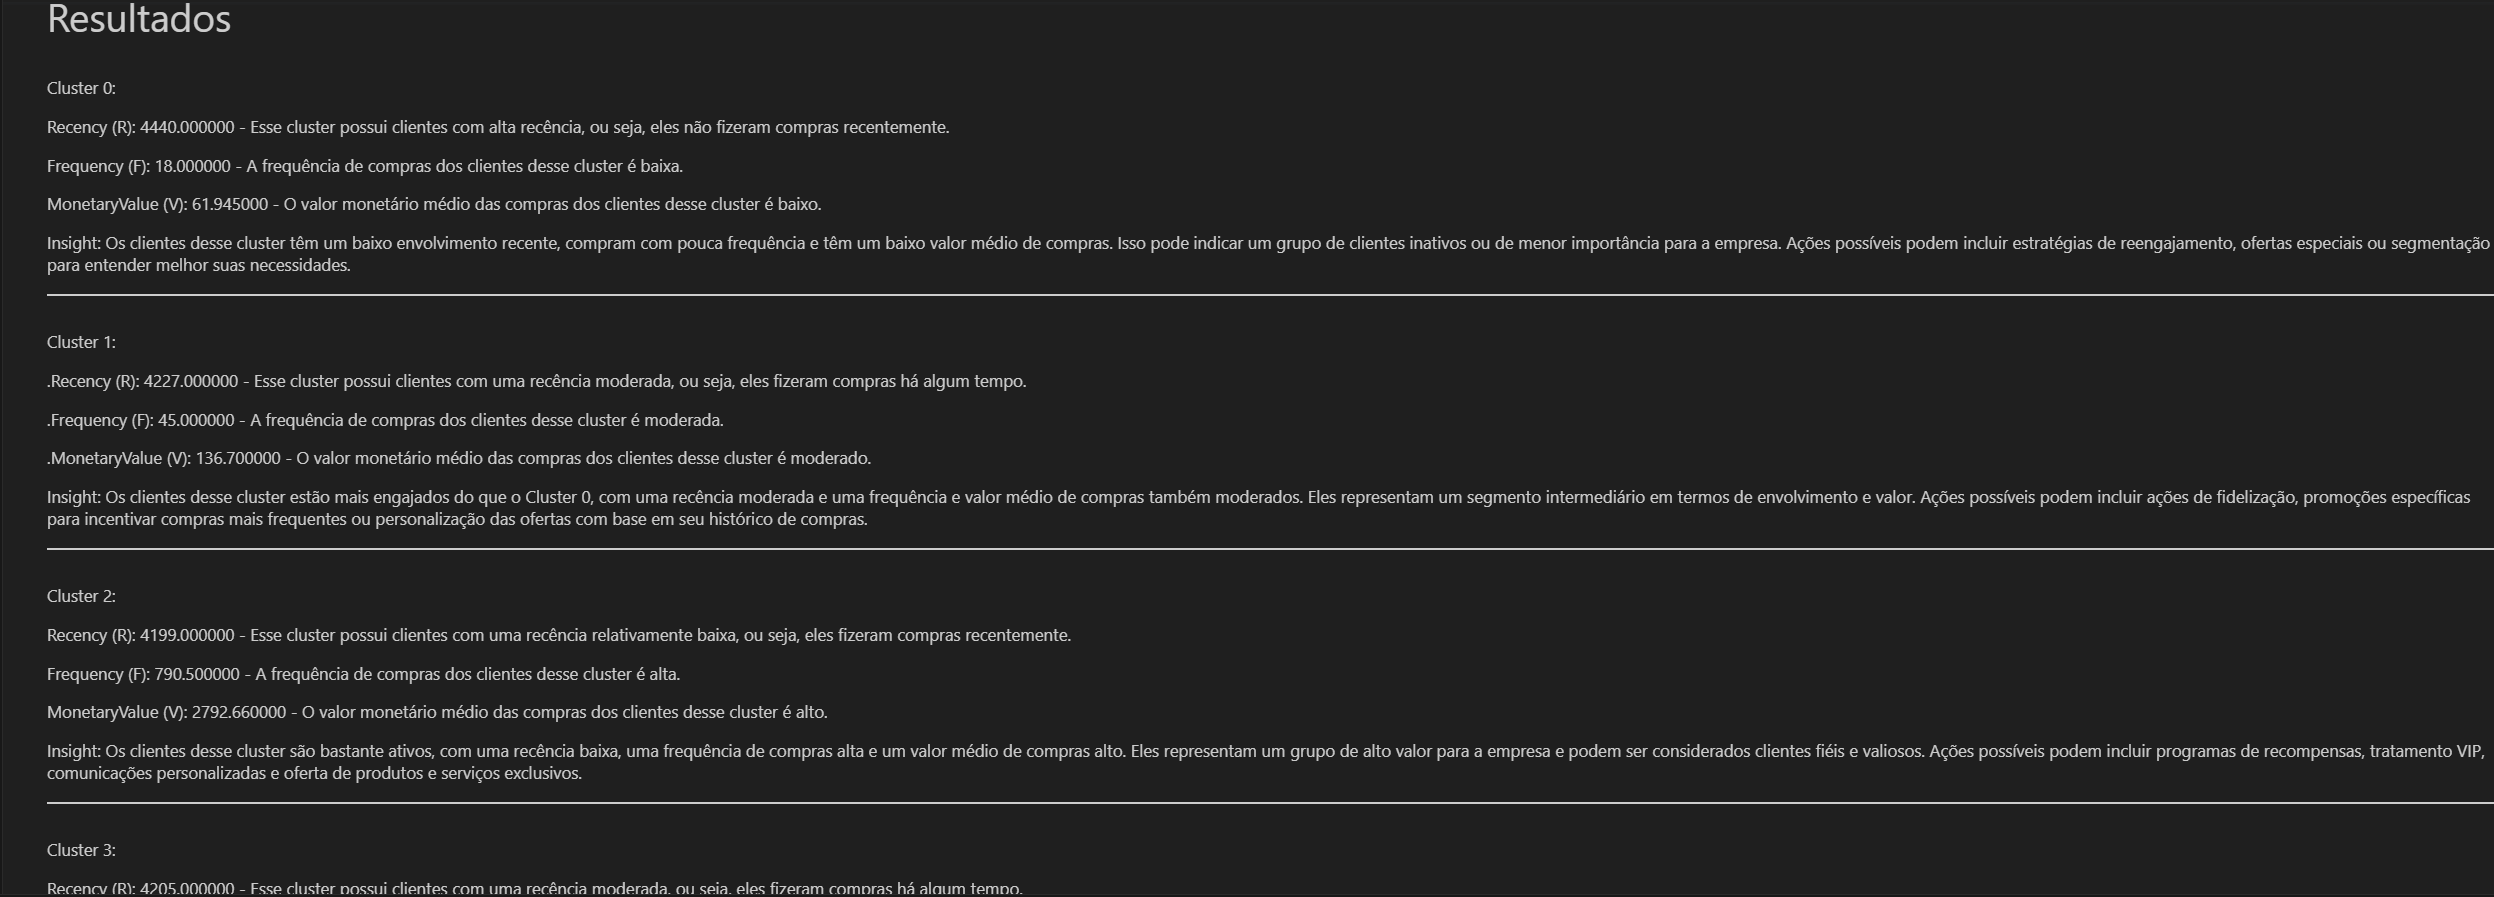 Resultados
Cluster 0:
Recency (R): 4440.000000 - Esse cluster possui clientes com alta recência, ou seja, eles não fizeram compras recentemente.
Frequency (F): 18.000000 - A frequência de compras dos clientes desse cluster é baixa.
MonetaryValue (V): 61.945000 - O valor monetário médio das compras dos clientes desse cluster é baixo.
Insight: Os clientes desse cluster têm um baixo envolvimento recente, compram com pouca frequência e têm um baixo valor médio de compras. Isso pode indicar um grupo de clientes inativos ou de menor importância para a empresa. Ações possíveis podem incluir estratégias de reengajamento, ofertas especiais ou segmentação
para entender melhor suas necessidades.
Cluster 1:
.Recency (R): 4227.000000 - Esse cluster possui clientes com uma recência moderada, ou seja, eles fizeram compras há algum tempo.
.Frequency (F): 45.000000 - A frequência de compras dos clientes desse cluster é moderada.
.MonetaryValue (V): 136.700000 - O valor monetário médio das compras dos clientes desse cluster é moderado.
Insight: Os clientes desse cluster estão mais engajados do que o Cluster 0, com uma recência moderada e uma frequência e valor médio de compras também moderados. Eles representam um segmento intermediário em termos de envolvimento e valor. Ações possíveis podem incluir ações de fidelização, promoções específicas
para incentivar compras mais frequentes ou personalização das ofertas com base em seu histórico de compras.
Cluster 2:
Recency (R): 4199.000000 - Esse cluster possui clientes com uma recência relativamente baixa, ou seja, eles fizeram compras recentemente.
Frequency (F): 790.500000 - A frequência de compras dos clientes desse cluster é alta.
MonetaryValue (V): 2792.660000 - O valor monetário médio das compras dos clientes desse cluster é alto.
Insight: Os clientes desse cluster são bastante ativos, com uma recência baixa, uma frequência de compras alta e um valor médio de compras alto. Eles representam um grupo de alto valor para a empresa e podem ser considerados clientes fiéis e valiosos. Ações possíveis podem incluir programas de recompensas, tratamento VIP,
comunicações personalizadas e oferta de produtos e serviços exclusivos.
Cluster 3:
Recency (R): 4205.000000 - Esse cluster possui clientes com uma recência moderada, ou seja, eles fizeram compras há algum tempo.